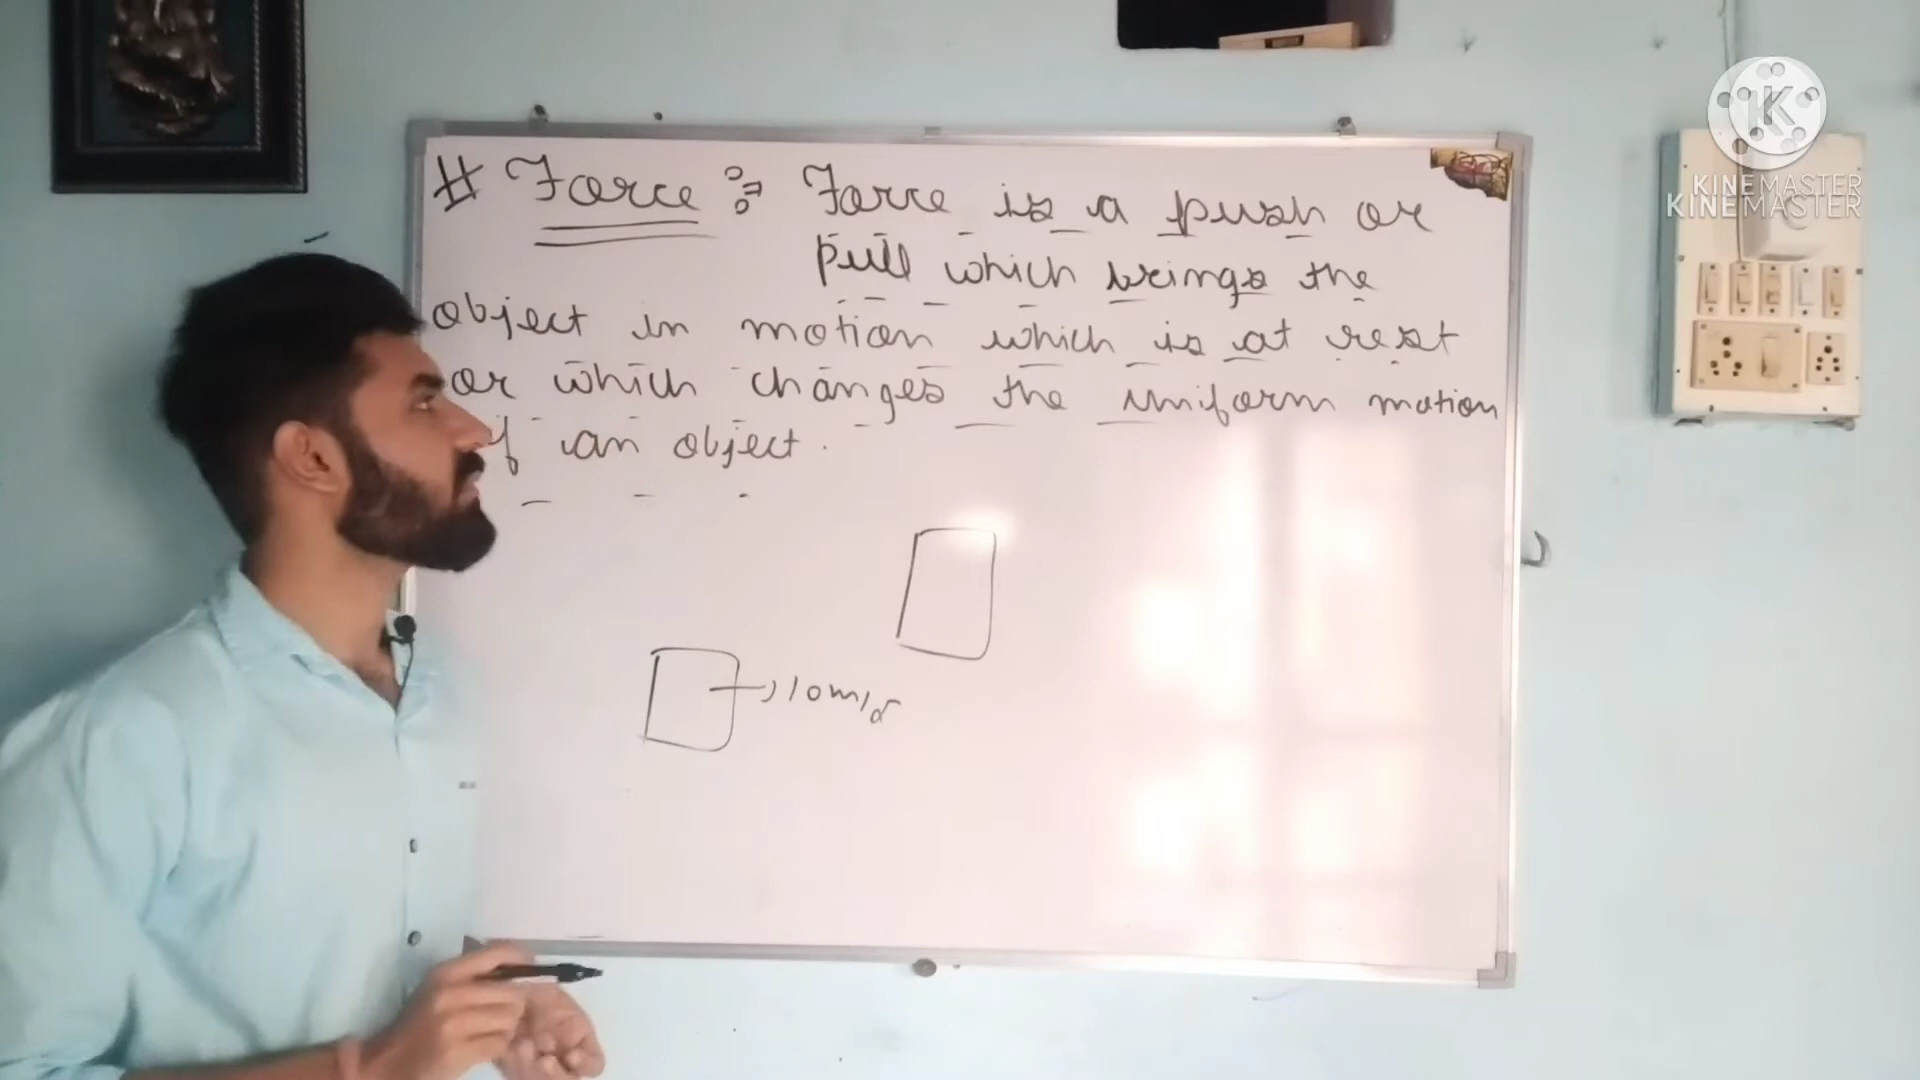 # Force :- Force is a push or
pull which brings the
object in motion which is at rest
or which changes the uniform motion
of an object.
10m/s
KINEMASTER
KINEMASTER